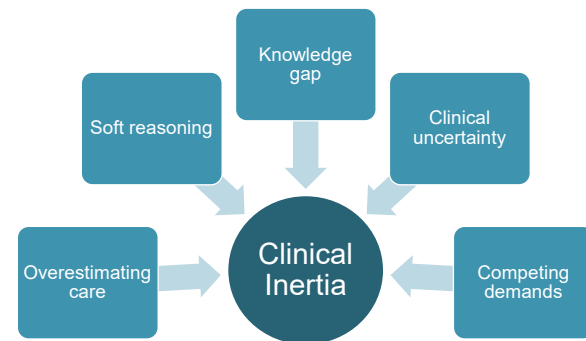 Knowledge
gap
Soft reasoning
Clinical
uncertainty
Overestimating
care
Clinical
Inertia
Competing
demands